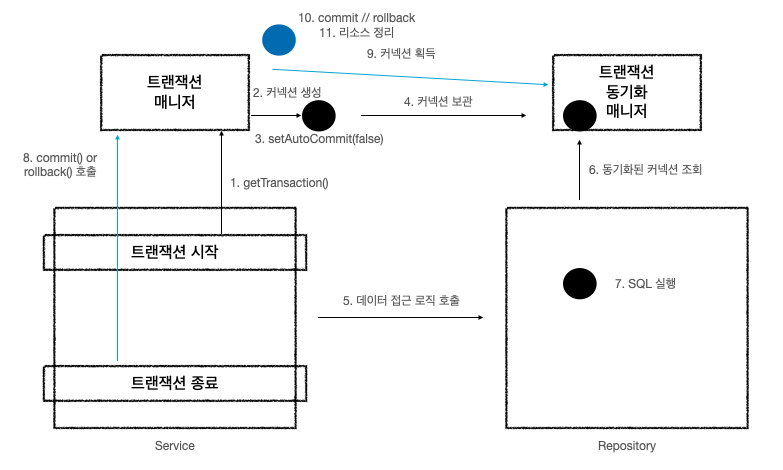 10. commit // rollback
11. 리소스 정리
9. 커넥션 획득
트랜잭션
매니저
트랜잭션
동기화
매니저
2. 커넥션 생성
4. 커넥션 보관
3. setAutoCommit(false)
8. commit() or
rollback() 호출
1. getTransaction()
6. 동기화된 커넥션 조회
트랜잭션 시작
7. SQL 실행
5. 데이터 접근 로직 호출
트랜잭션 종료
Service
Repository